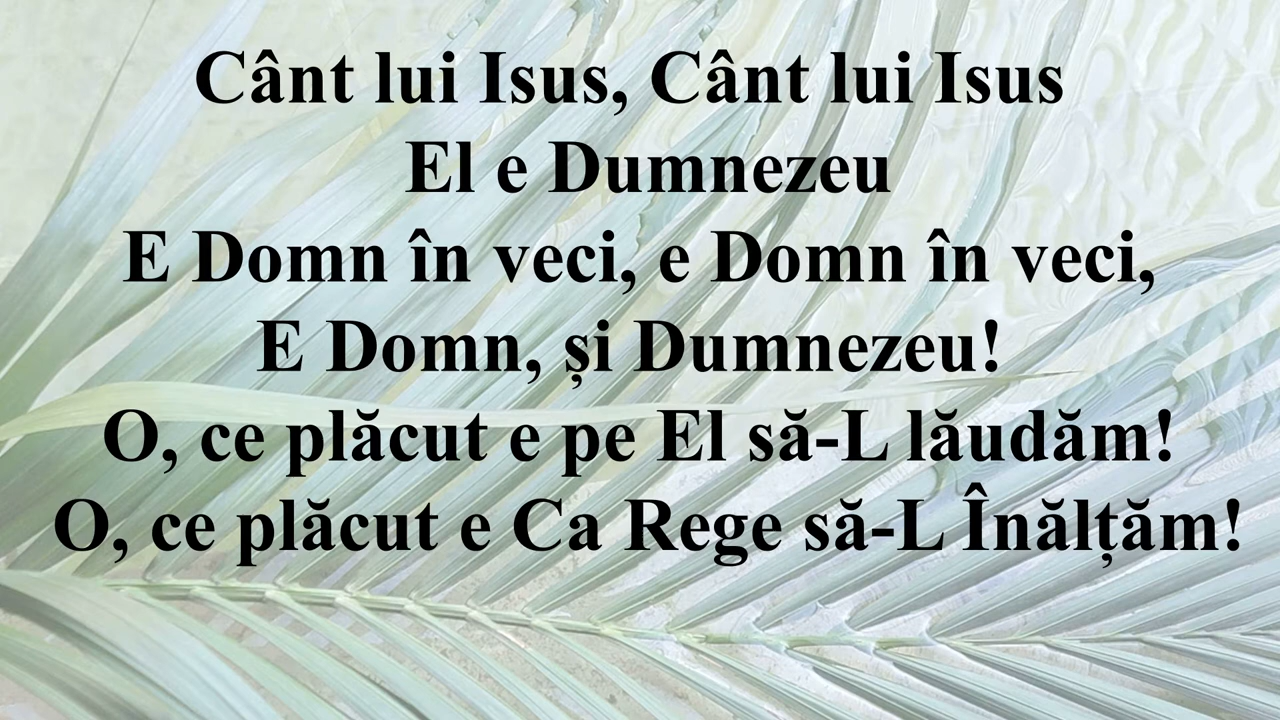 Cânt lui Isus, Cânt lui Isus
El e Dumnezeu
E Domn în veci, e Domn în veci,
E Domn, și Dumnezeu!
O, ce plăcut e pe El să-L lăudăm!
O, ce plăcut e Ca Rege să-L Înălțăm!